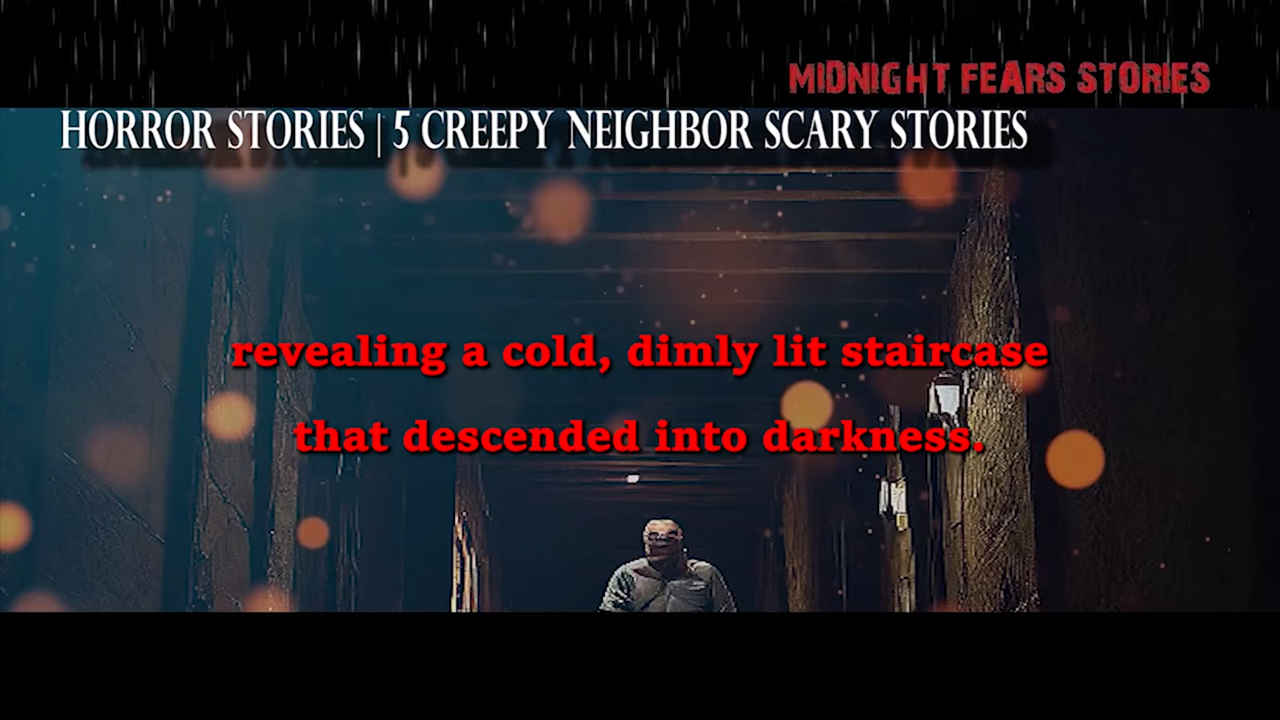 MIDNIGHT FEARS STORIES
HORROR STORIES | 5 CREEPY NEIGHBOR SCARY STORIES
revealing a cold, dimly lit staircase
that descended into darkness.